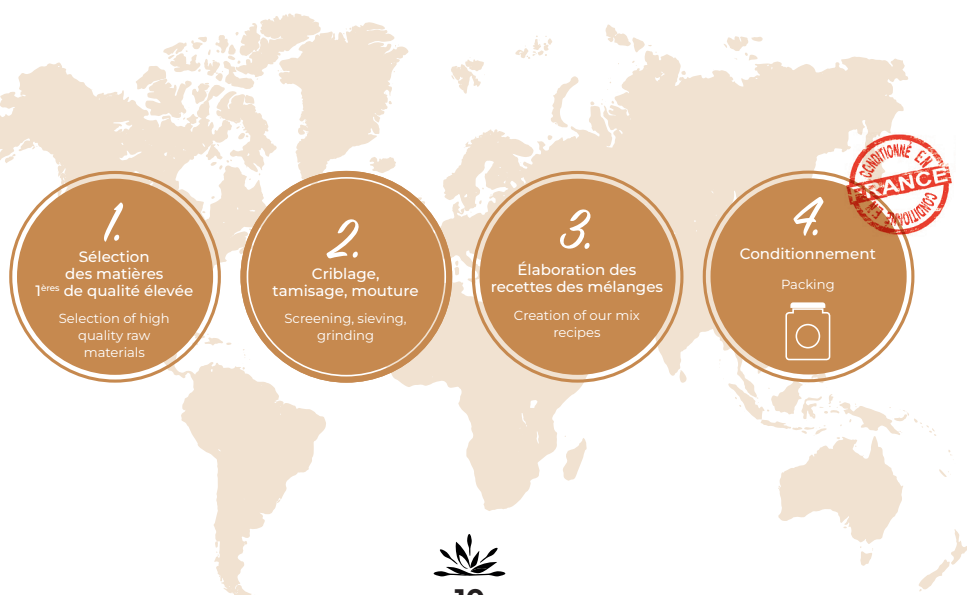 1.
Sélection
des matières
1ères de qualité élevée
Selection of high
quality raw
materials
2.
Criblage,
tamisage, mouture
Screening, sieving,
grinding
3.
Élaboration des
recettes des mélanges
Creation of our mix
recipes
4.
Conditionnement
Packing
CONDITIONNÉ EN
FRANCE
CONDITIONNÉ EN